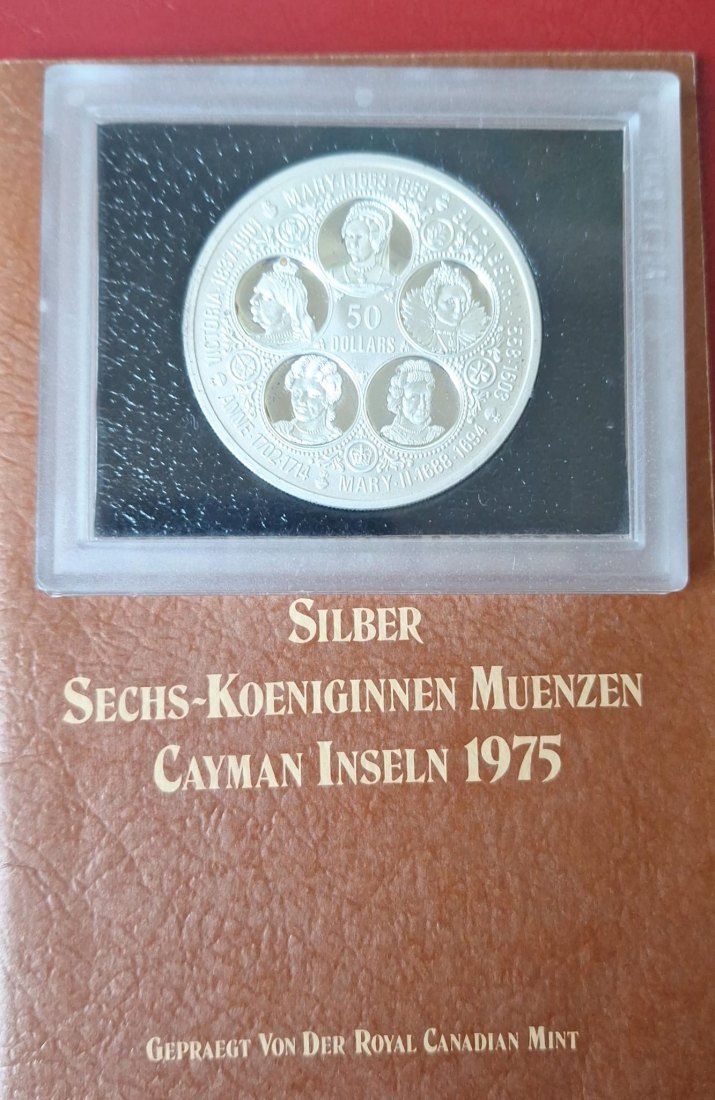 MARY·I·1553·1558
ELIZABETH·I·1558·1603
MARY·II·1688·1694
ANNE 1702·1714
VICTORIA·1837·1901
50
DOLLARS
SILBER
SECHS-KOENIGINNEN MUENZEN
CAYMAN INSELN 1975
GEPRAEGT VON DER ROYAL CANADIAN MINT